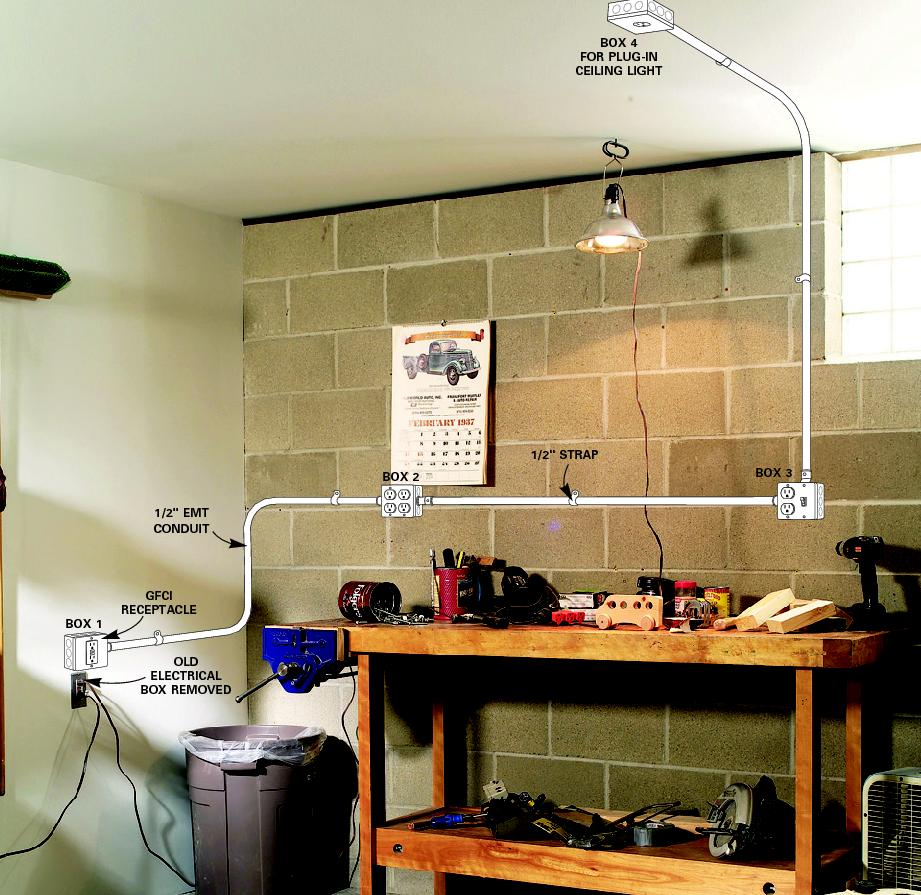 BOX 4
FOR PLUG-IN
CEILING LIGHT
FEBRUARY 1937
BOX 2
1/2" STRAP
BOX 3
1/2" EMT
CONDUIT
GFCI
RECEPTACLE
BOX 1
OLD
ELECTRICAL
BOX REMOVED